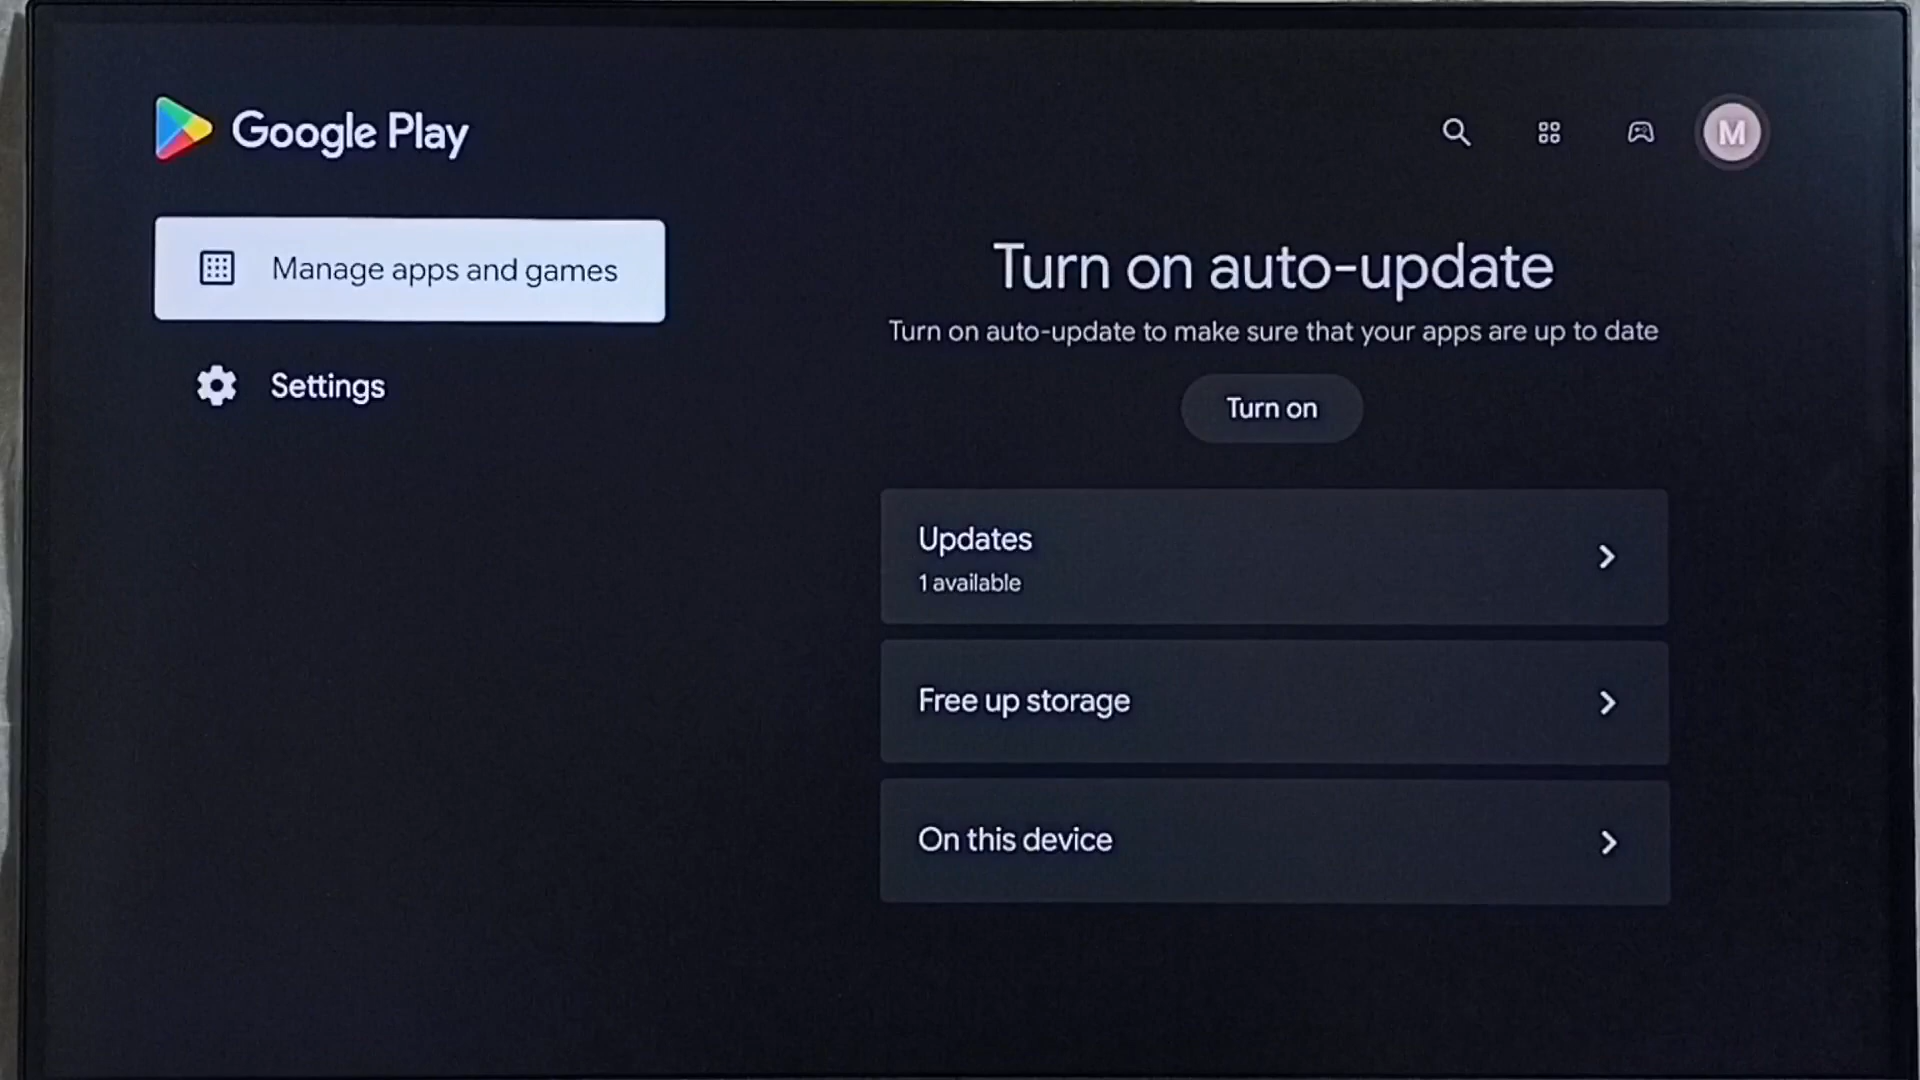 Google Play
M
Manage apps and games
Settings
Turn on auto-update
Turn on auto-update to make sure that your apps are up to date
Turn on
Updates
1 available
Free up storage
On this device